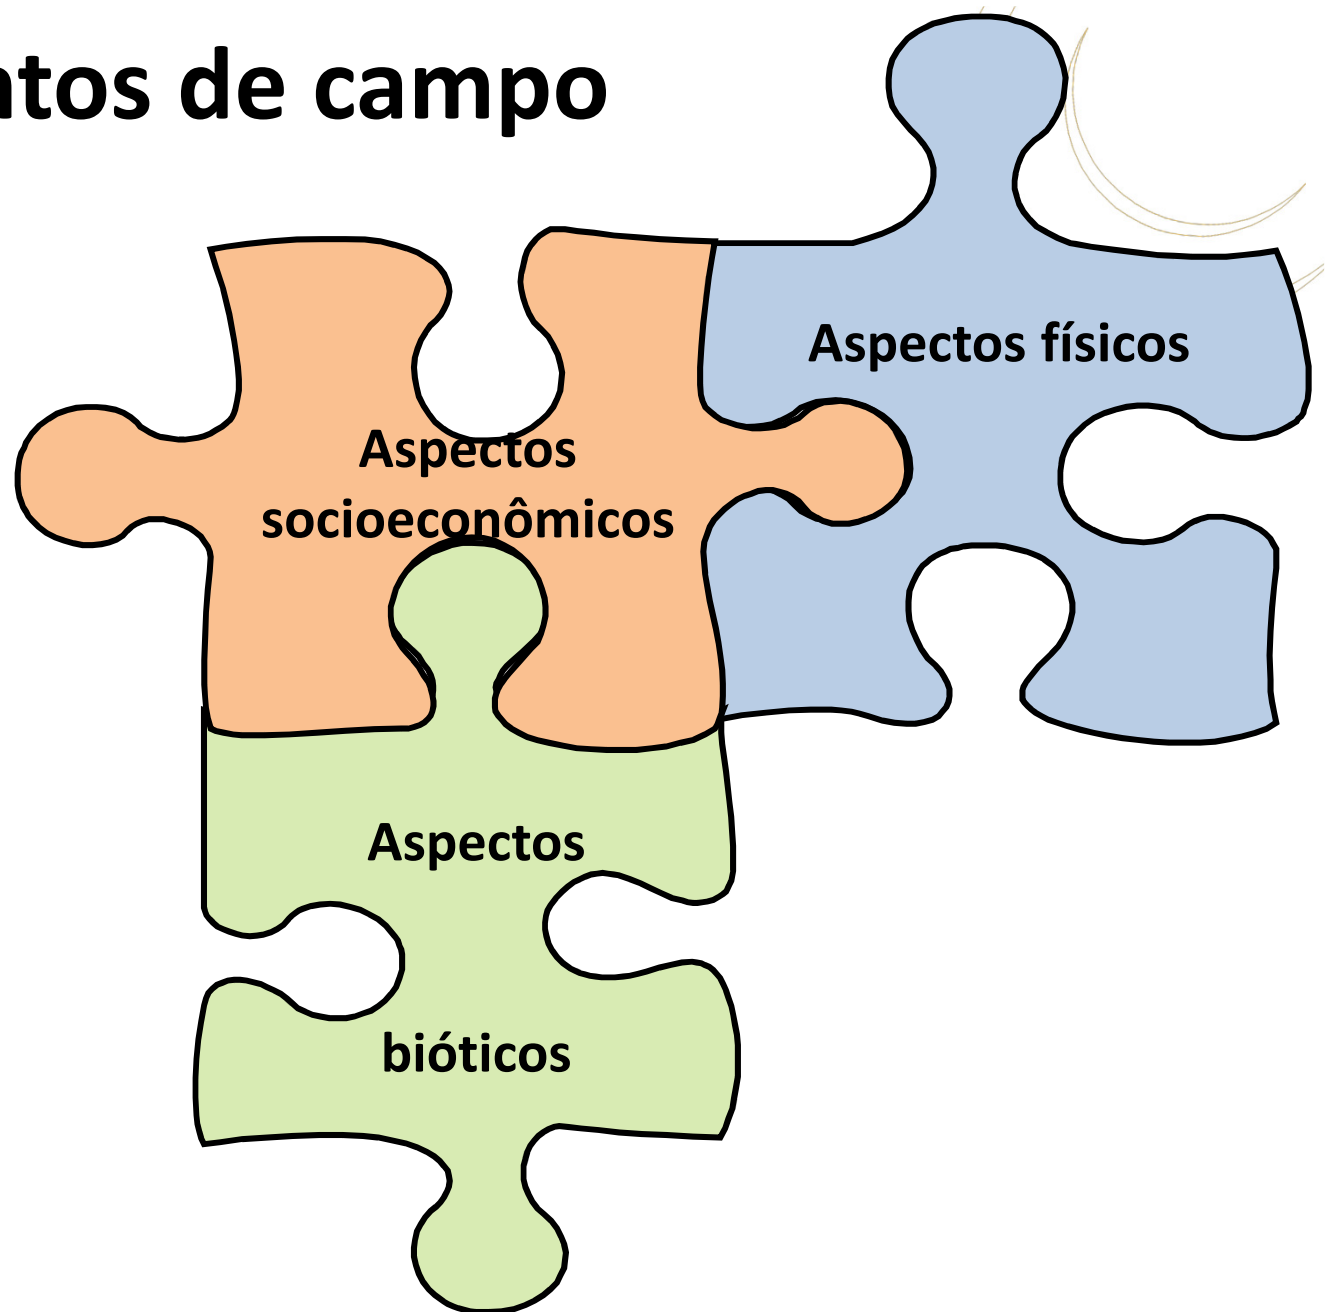 ntos de campo
Aspectos físicos
Aspectos
socioeconômicos
Aspectos
bióticos